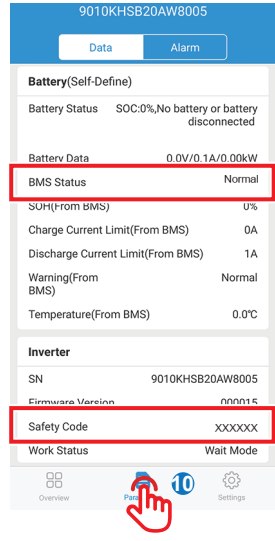 9010KHSB20AW8005
Data Alarm
Battery(Self-Define)
Battery Status SOC:0%,No battery or battery
disconnected
Battery Data 0.0V/0.1A/0.00kW
BMS Status Normal
SOH(From BMS) 0%
Charge Current Limit(From BMS) 0A
Discharge Current Limit(From BMS) 1A
Warning(From Normal
BMS)
Temperature(From BMS) 0.0℃
Inverter
SN 9010KHSB20AW8005
Firmware Version 000015
Safety Code XXXXXX
Work Status Wait Mode
10
Overview Settings